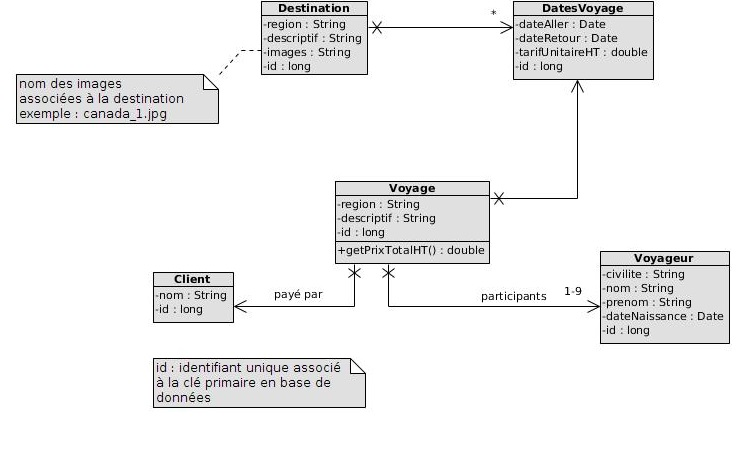 Destination
-region : String
-descriptif : String
-images : String
-id : long
*
DatesVoyage
-dateAller : Date
-dateRetour : Date
-tarifUnitaireHT : double
-id : long
nom des images
associées à la destination
exemple : canada_1.jpg
Voyage
-region : String
-descriptif : String
-id : long
+getPrixTotalHT() : double
Client
-nom : String
-id : long
payé par
participants
1-9
Voyageur
-civilite : String
-nom : String
-prenom : String
-dateNaissance : Date
-id : long
id : identifiant unique associé
à la clé primaire en base de
données